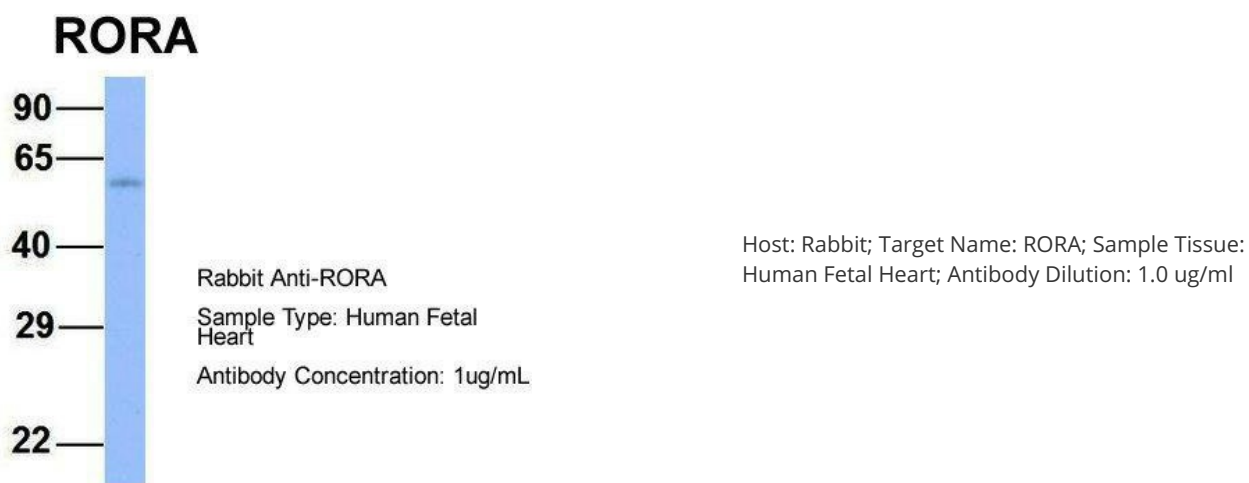 RORA
90
65
40
29
22
Rabbit Anti-RORA
Sample Type: Human Fetal
Heart
Antibody Concentration: 1ug/mL
Host: Rabbit; Target Name: RORA; Sample Tissue:
Human Fetal Heart; Antibody Dilution: 1.0 ug/ml